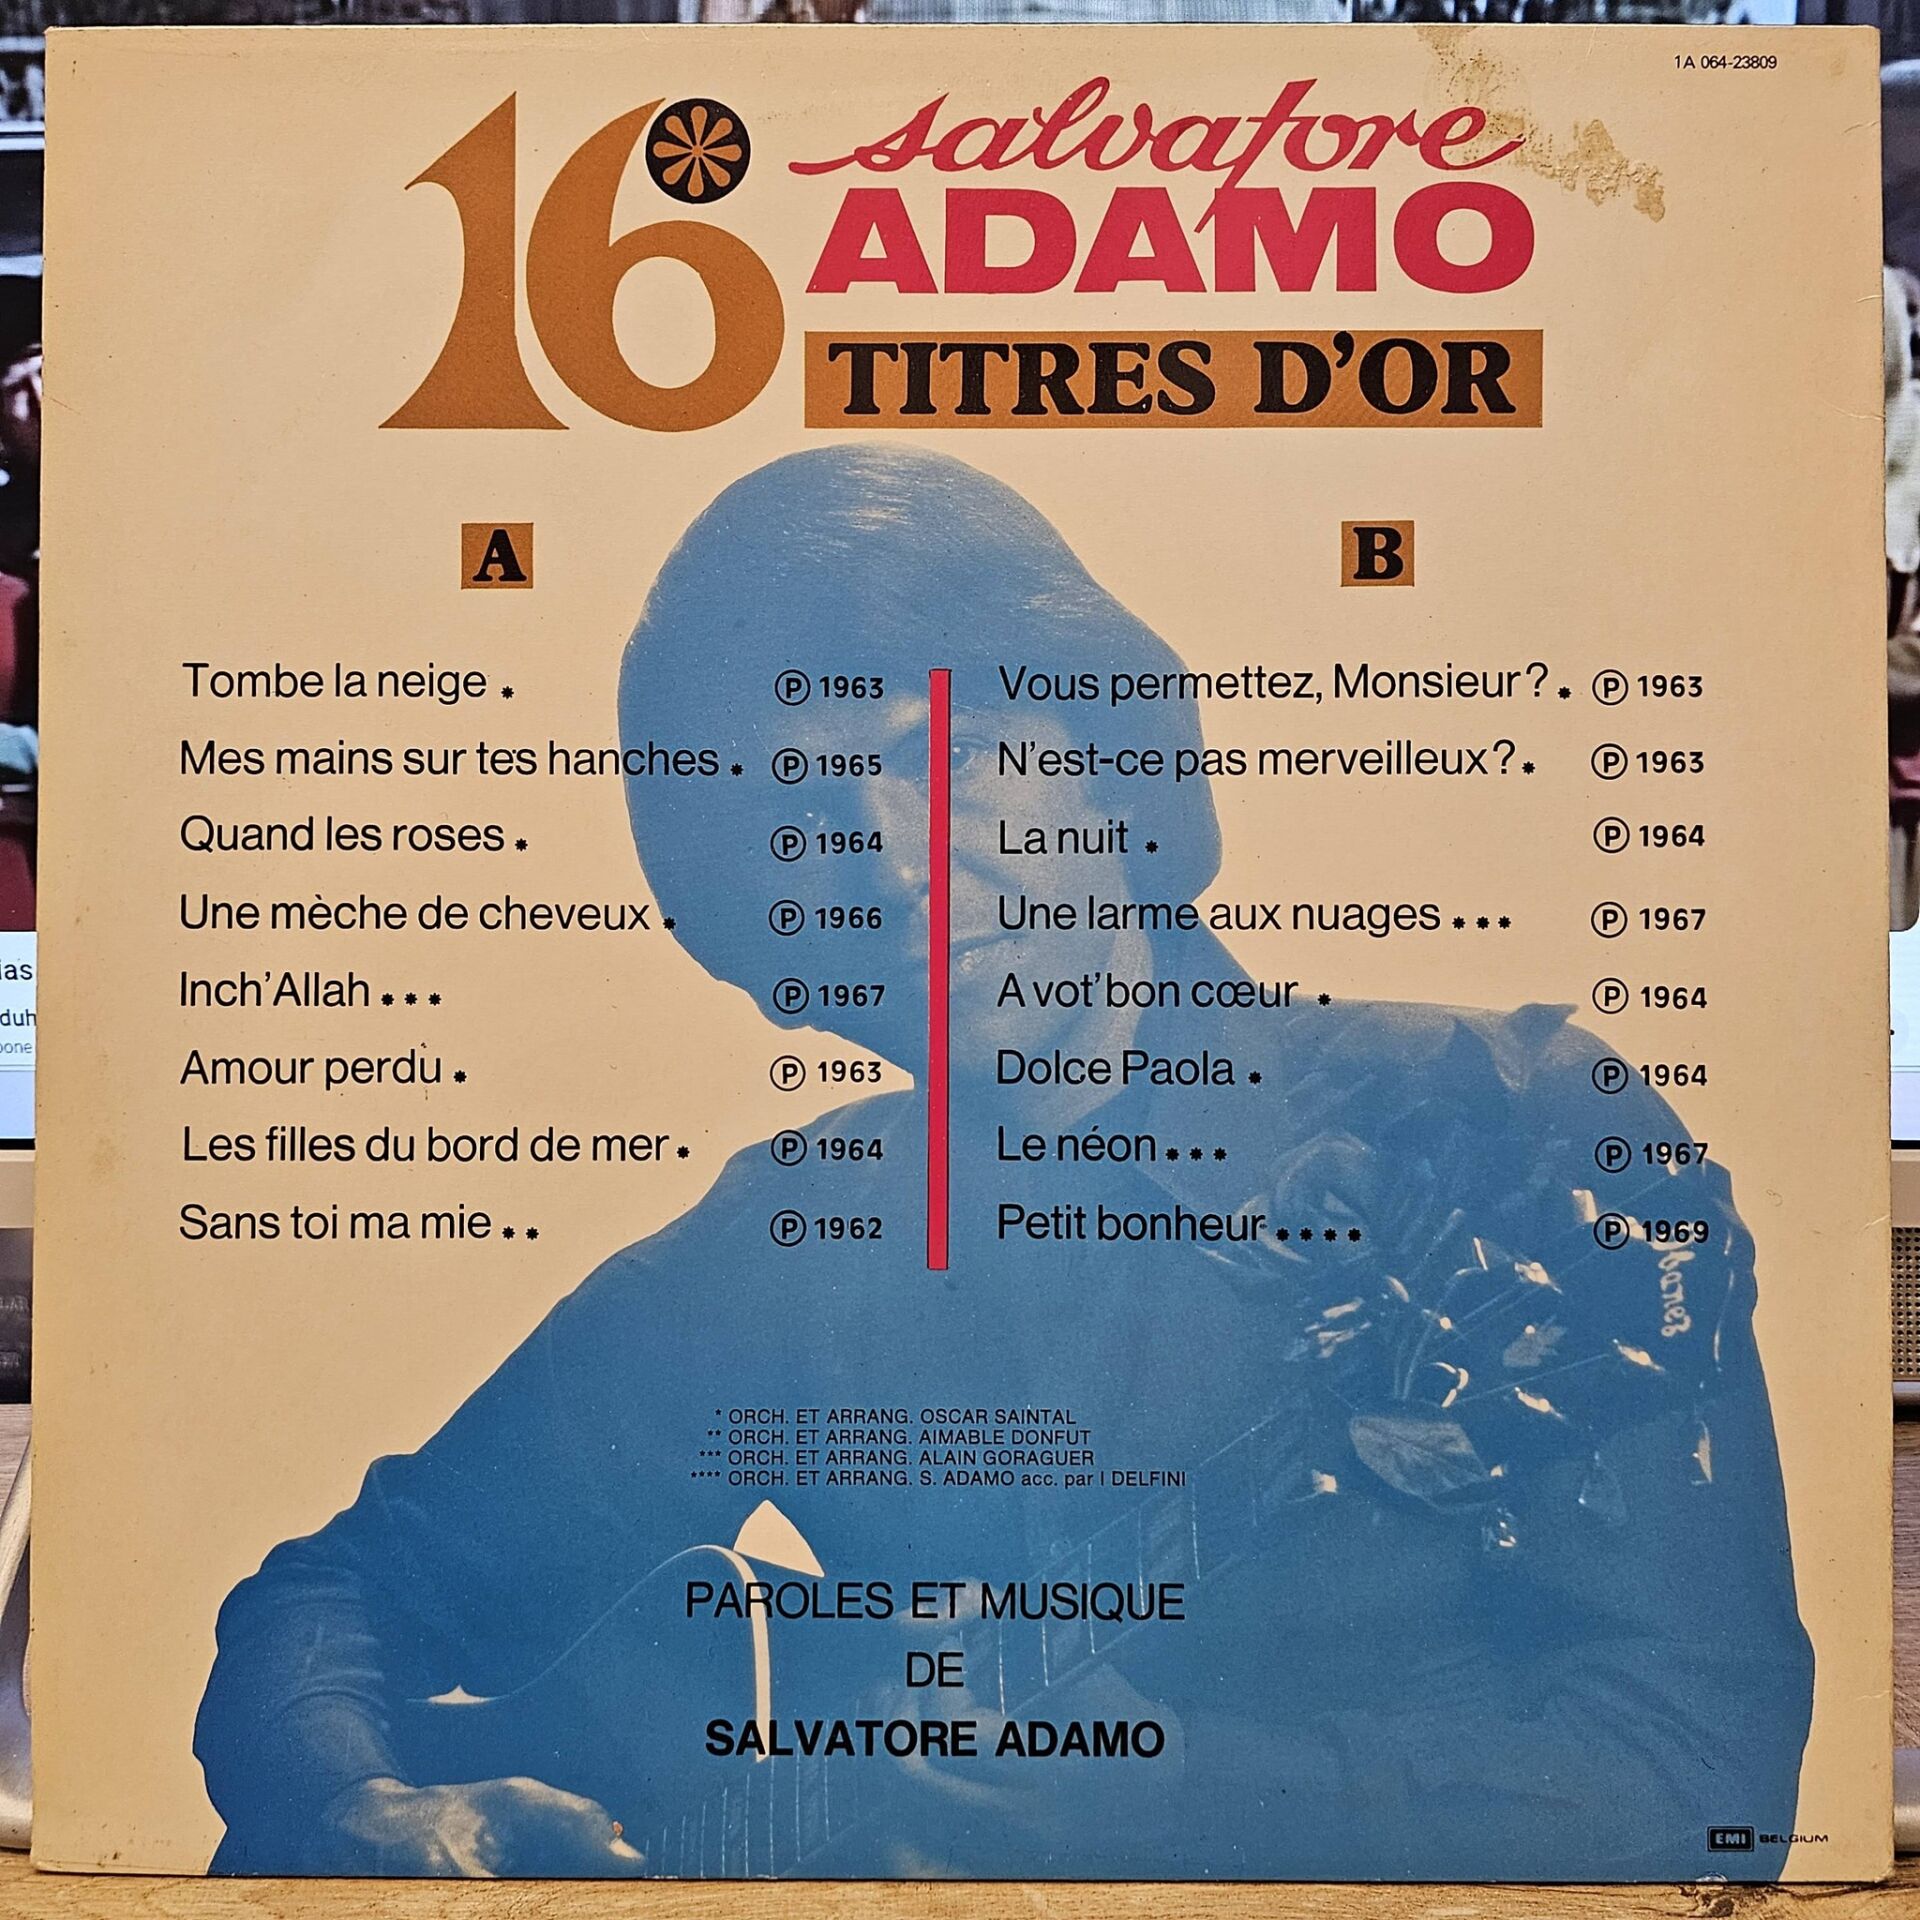 1A 064-23809
16 salvatore
ADAMO
TITRES D'OR
A
Tombe la neige * Ⓟ 1963
Mes mains sur tes hanches * Ⓟ 1965
Quand les roses * Ⓟ 1964
Une mèche de cheveux * Ⓟ 1966
Inch'Allah * * * Ⓟ 1967
Amour perdu * Ⓟ 1963
Les filles du bord de mer * Ⓟ 1964
Sans toi ma mie * * Ⓟ 1962
B
Vous permettez, Monsieur? * Ⓟ 1963
N'est-ce pas merveilleux? * Ⓟ 1963
La nuit * Ⓟ 1964
Une larme aux nuages * * * Ⓟ 1967
A vot'bon cœur * Ⓟ 1964
Dolce Paola * Ⓟ 1964
Le néon * * * Ⓟ 1967
Petit bonheur * * * * Ⓟ 1969
Ibanez
* ORCH. ET ARRANG. OSCAR SAINTAL
** ORCH. ET ARRANG. AIMABLE DONFUT
*** ORCH. ET ARRANG. ALAIN GORAGUER
**** ORCH. ET ARRANG. S. ADAMO acc. par I DELFINI
PAROLES ET MUSIQUE
DE
SALVATORE ADAMO
EMI BELGIUM